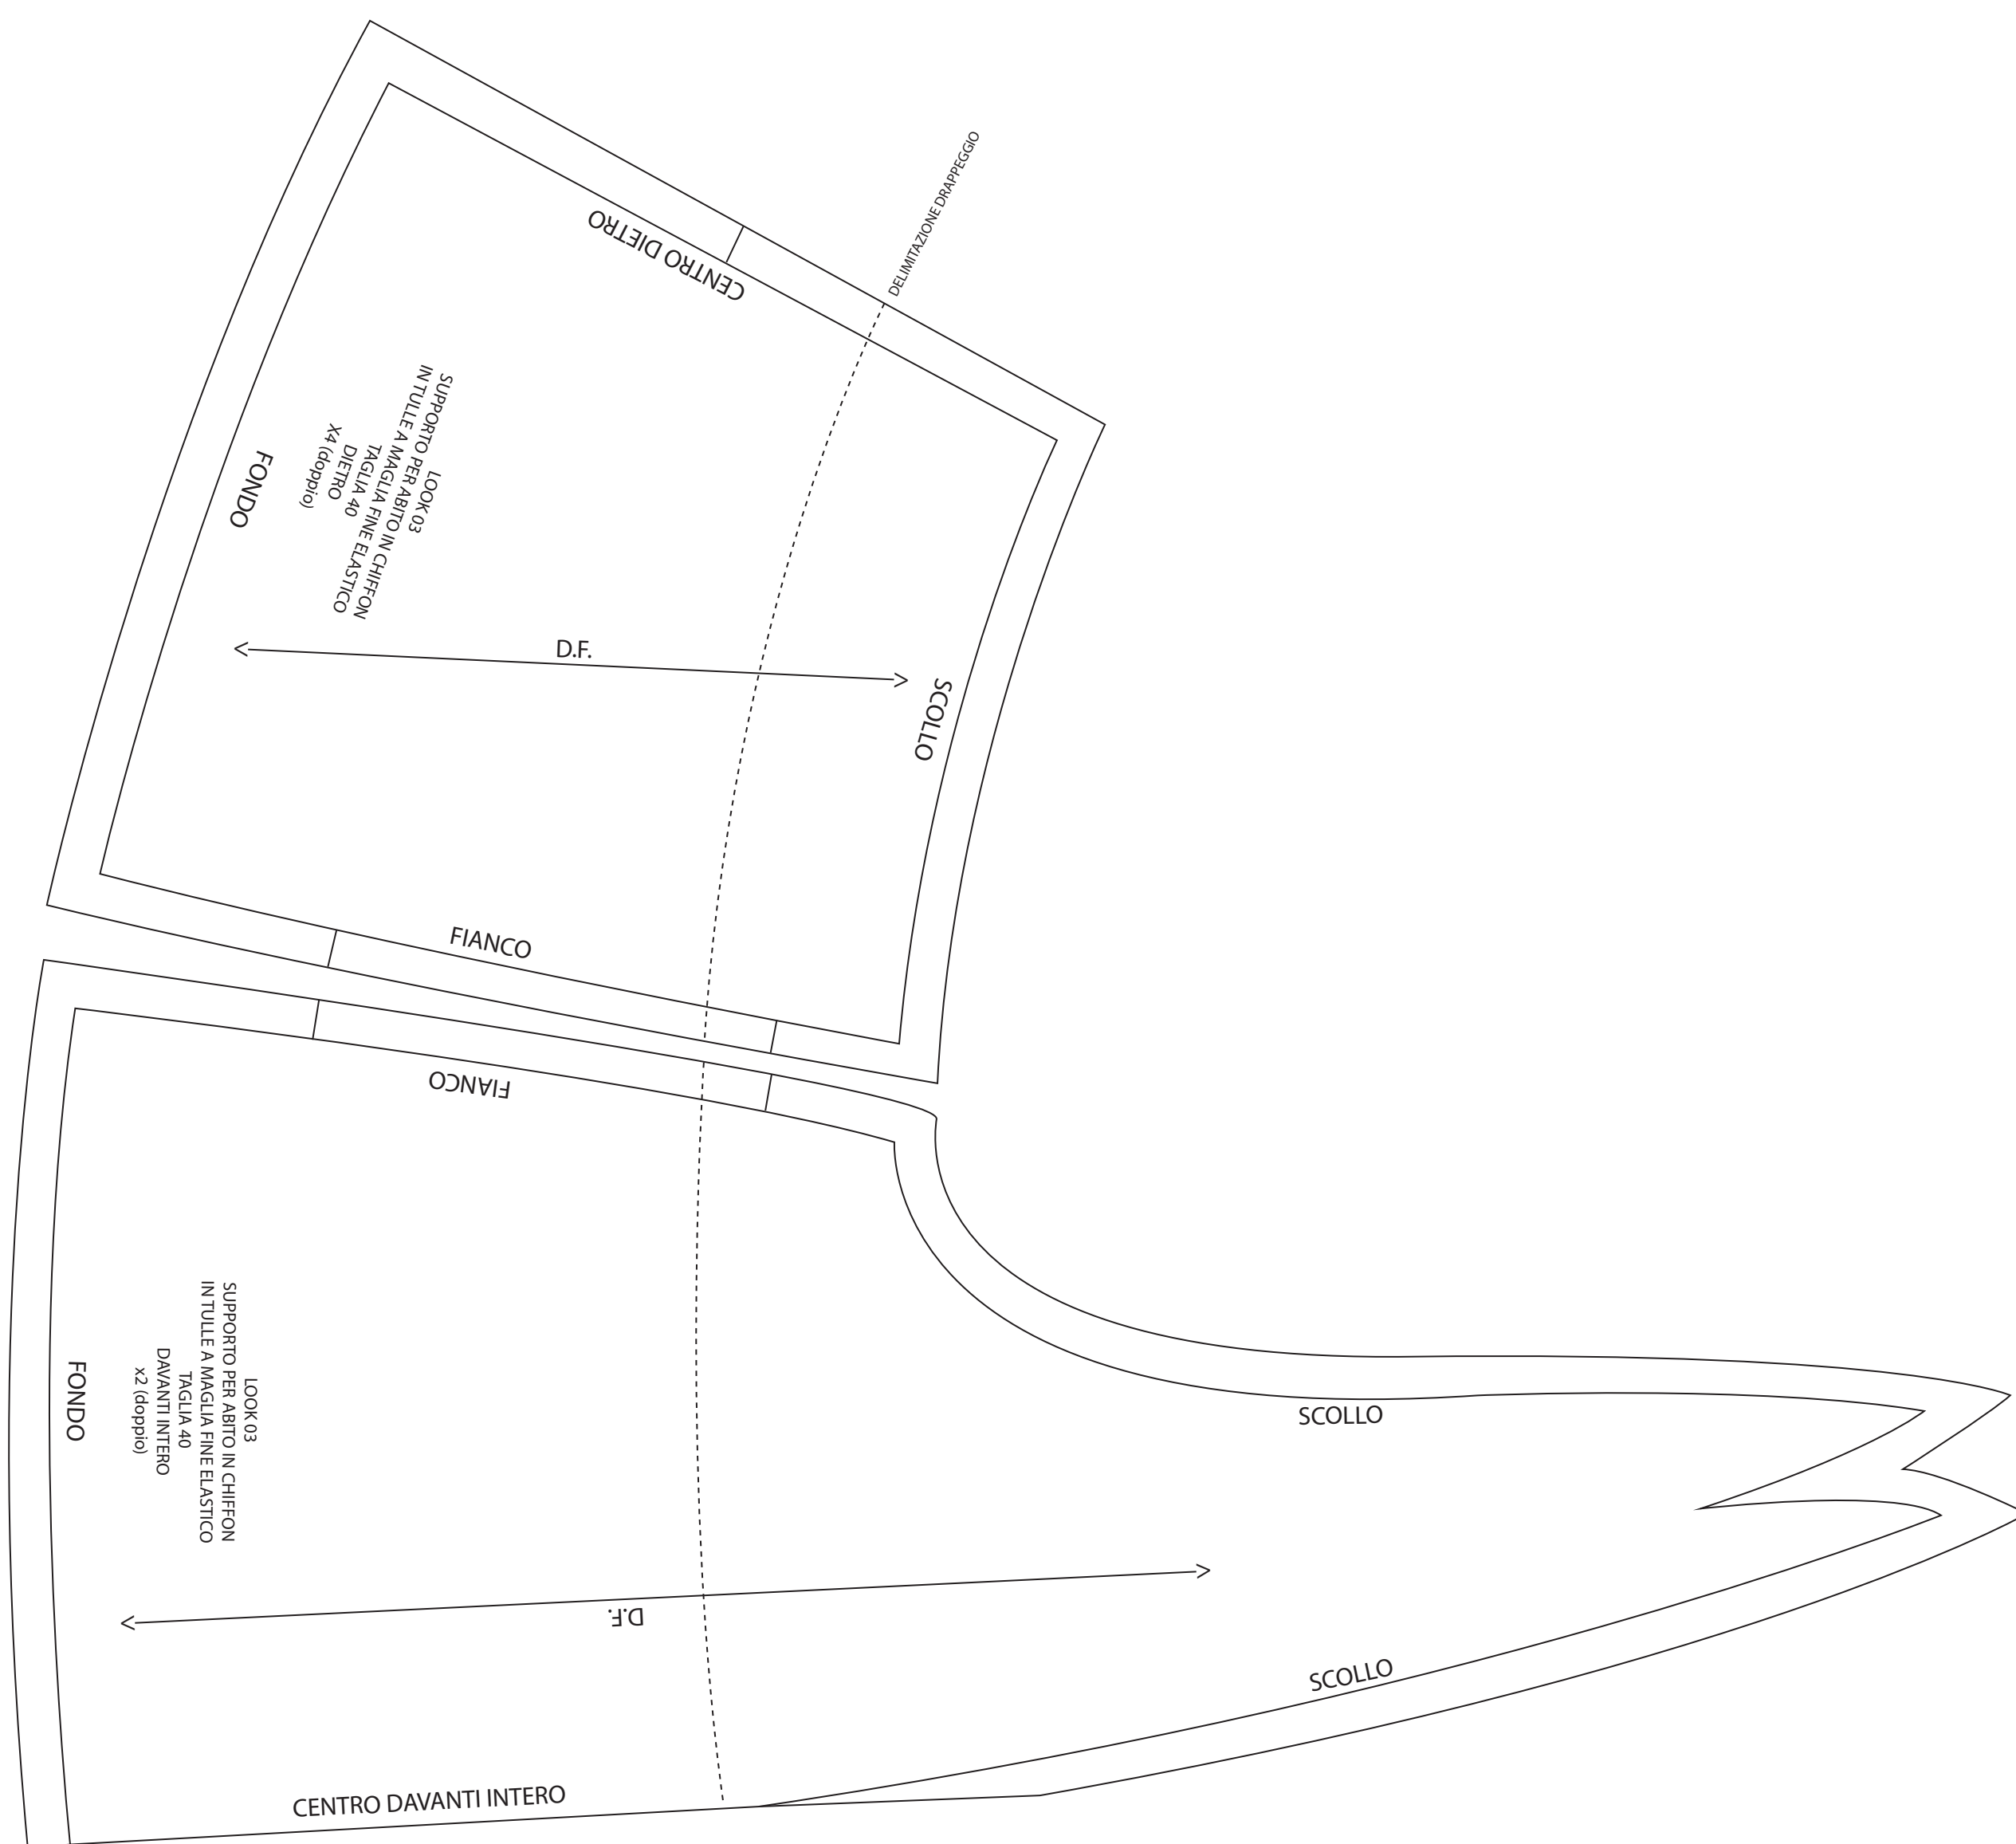 DELIMITAZIONE DRAPPEGGIO
CENTRO DIETRO
LOOK 03
SUPPORTO PER ABITO IN CHIFFON
IN TULLE A MAGLIA FINE ELASTICO
TAGLIA 40
DIETRO
X4 (doppio)
FONDO
D.F.
SCOLLO
FIANCO
FIANCO
LOOK 03
SUPPORTO PER ABITO IN CHIFFON
IN TULLE A MAGLIA FINE ELASTICO
TAGLIA 40
DAVANTI INTERO
x2 (doppio)
FONDO
SCOLLO
D.F.
SCOLLO
CENTRO DAVANTI INTERO